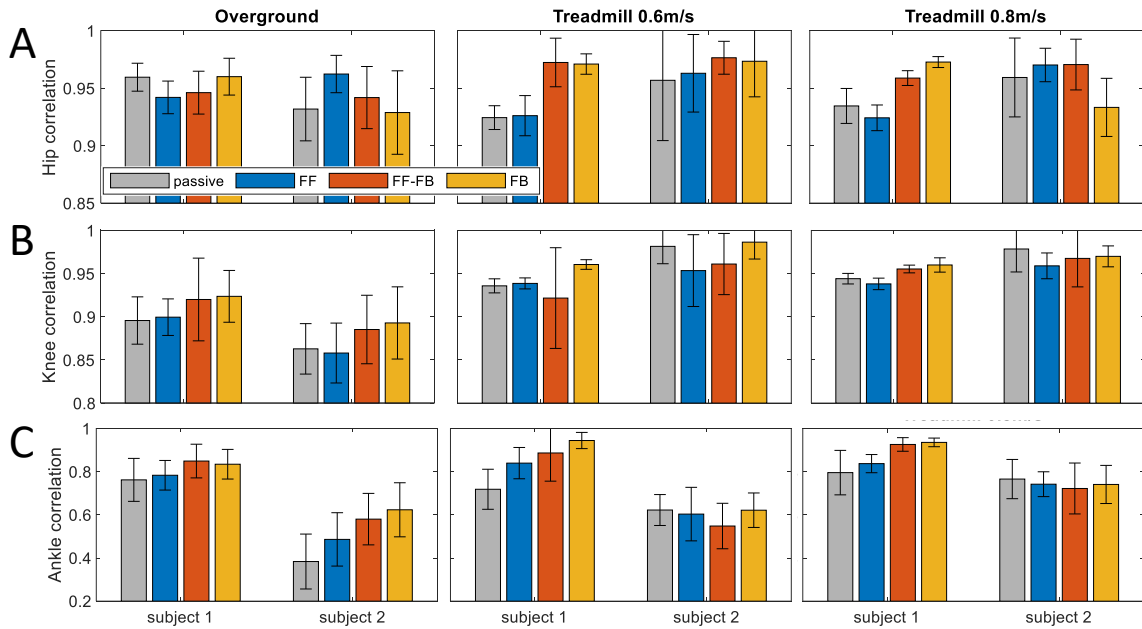 Overground Treadmill 0.6m/s Treadmill 0.8m/s
A
Hip correlation
1
0.95
0.9
0.85
passive FF FF-FB FB
B
Knee correlation
1
0.95
0.9
0.85
0.8
C
Ankle correlation
1
0.8
0.6
0.4
0.2
subject 1 subject 2 subject 1 subject 2 subject 1 subject 2